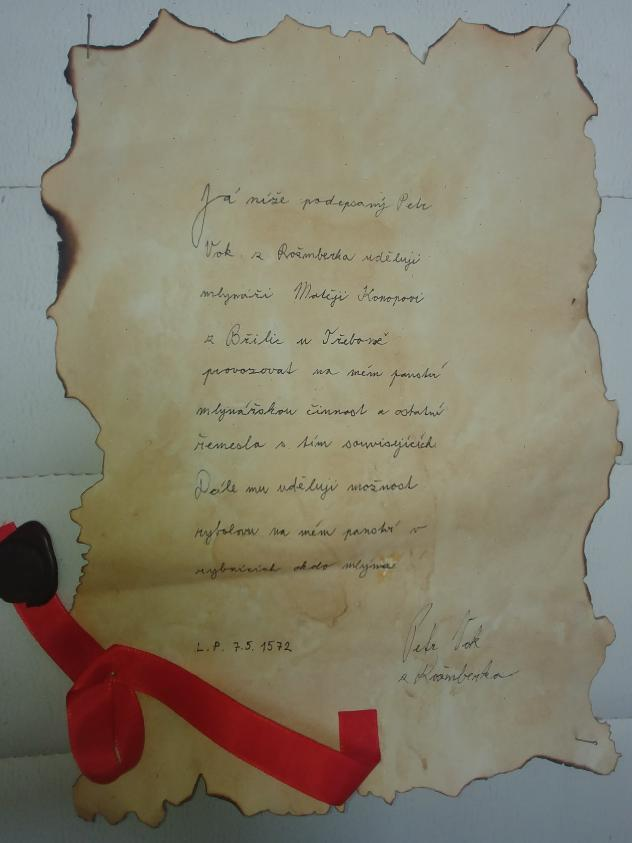 Já níže podepsaný Petr
Vok z Rožmberka uděluji
mlynáři Matěji Konopovi
z Břilic u Třeboně
provozovat na mém panství
mlynářskou činnost a ostatní
řemesla s tím souvisejících
Dále mu uděluji možnost
rybolovu na mém panství v
rybnících okolo mlýna
L.P. 7.5. 1572
Petr Vok
z Rožmberka